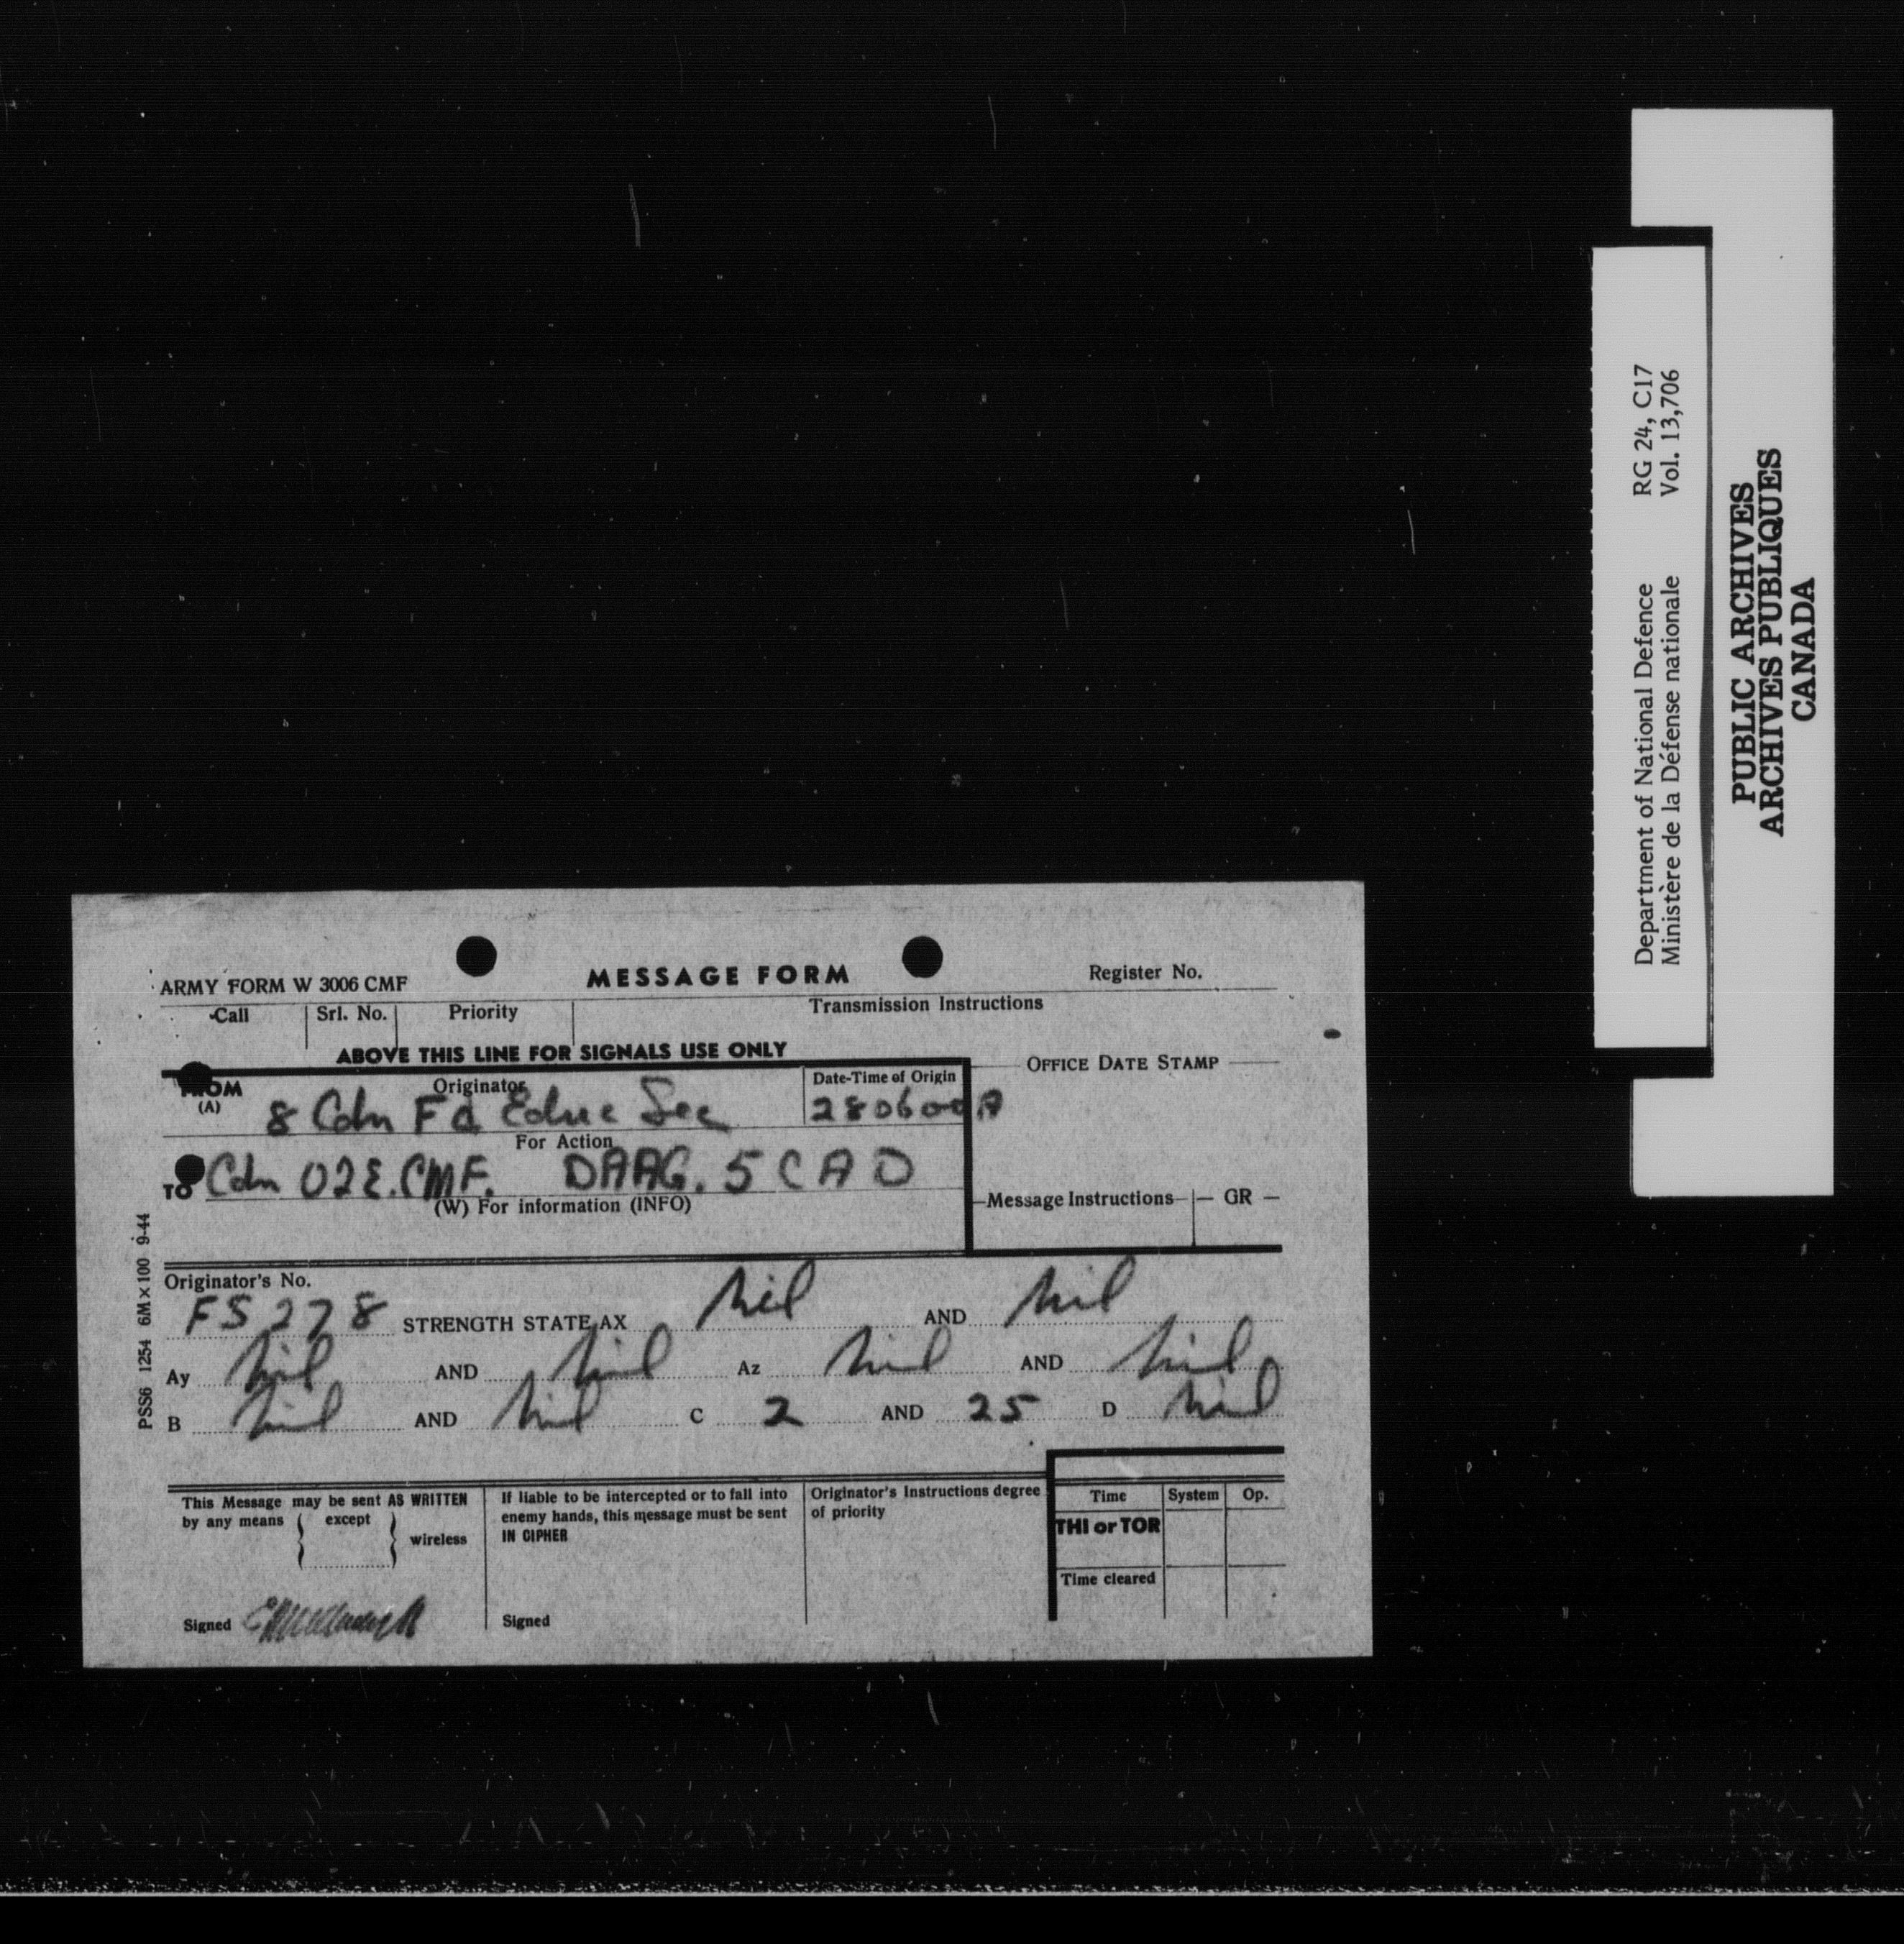 ARMY FORM W 3006 CMF MESSAGE FORM Register No.
Call Srl. No. Priority Transmission Instructions
ABOVE THIS LINE FOR SIGNALS USE ONLY
FROM (A) Originator Date-Time of Origin OFFICE DATE STAMP
8 Cdn Fd Educ Sec 280600A
For Action
TO Cdn O2E.CMF. DAAG. 5 CAD
(W) For information (INFO) Message Instructions GR
Originator's No.
FS 278 STRENGTH STATE AX nil AND nil
Ay nil AND nil Az nil AND nil
B nil AND nil C 2 AND 25 D nil
PSS6 1254 6M×100 9-44
This Message may be sent AS WRITTEN
by any means { except } wireless
Signed
If liable to be intercepted or to fall into
enemy hands, this message must be sent
IN CIPHER
Signed
Originator's Instructions degree
of priority
Time System Op.
THI or TOR
Time cleared
Department of National Defence RG 24, C17
Ministère de la Défense nationale Vol. 13,706
PUBLIC ARCHIVES
ARCHIVES PUBLIQUES
CANADA